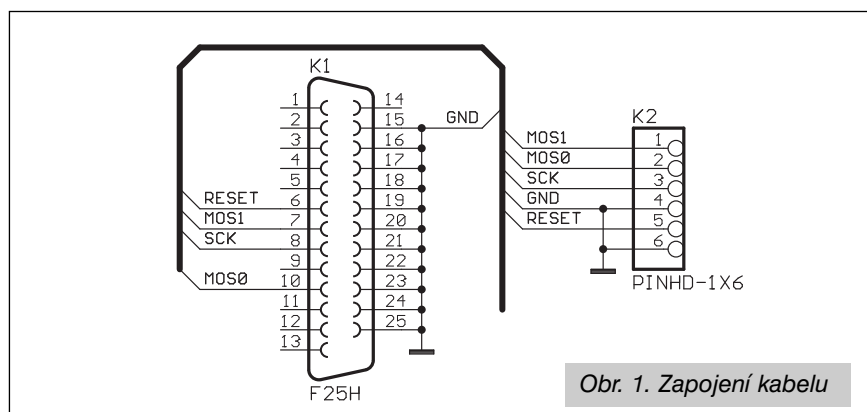 K1
1
2
3
4
5
6
7
8
9
10
11
12
13
14
15
16
17
18
19
20
21
22
23
24
25
RESET
MOS1
SCK
MOS0
GND
F25H
K2
MOS1
MOS0
SCK
GND
RESET
1
2
3
4
5
6
PINHD-1X6
Obr. 1. Zapojení kabelu